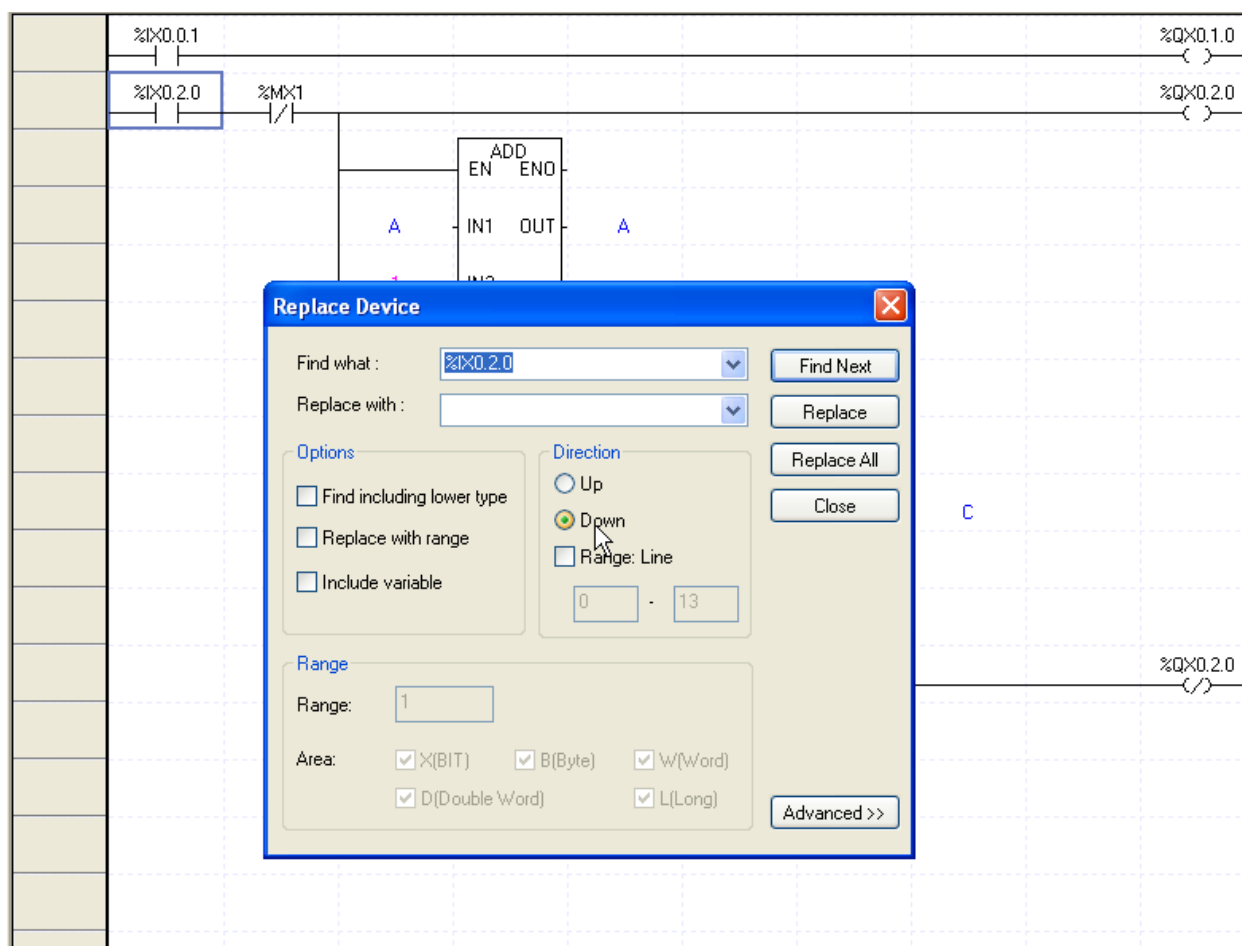 %IX0.0.1 %QX0.1.0
%IX0.2.0 %MX1 %QX0.2.0
ADD
EN ENO
A IN1 OUT A
Replace Device
Find what : %IX0.2.0 Find Next
Replace with : Replace
Options Direction Replace All
Find including lower type Up
Close
Replace with range Down
C
Include variable Range: Line
0 - 13
Range %QX0.2.0
Range: 1
Area: X(BIT) B(Byte) W(Word)
D(Double Word) L(Long)
Advanced >>